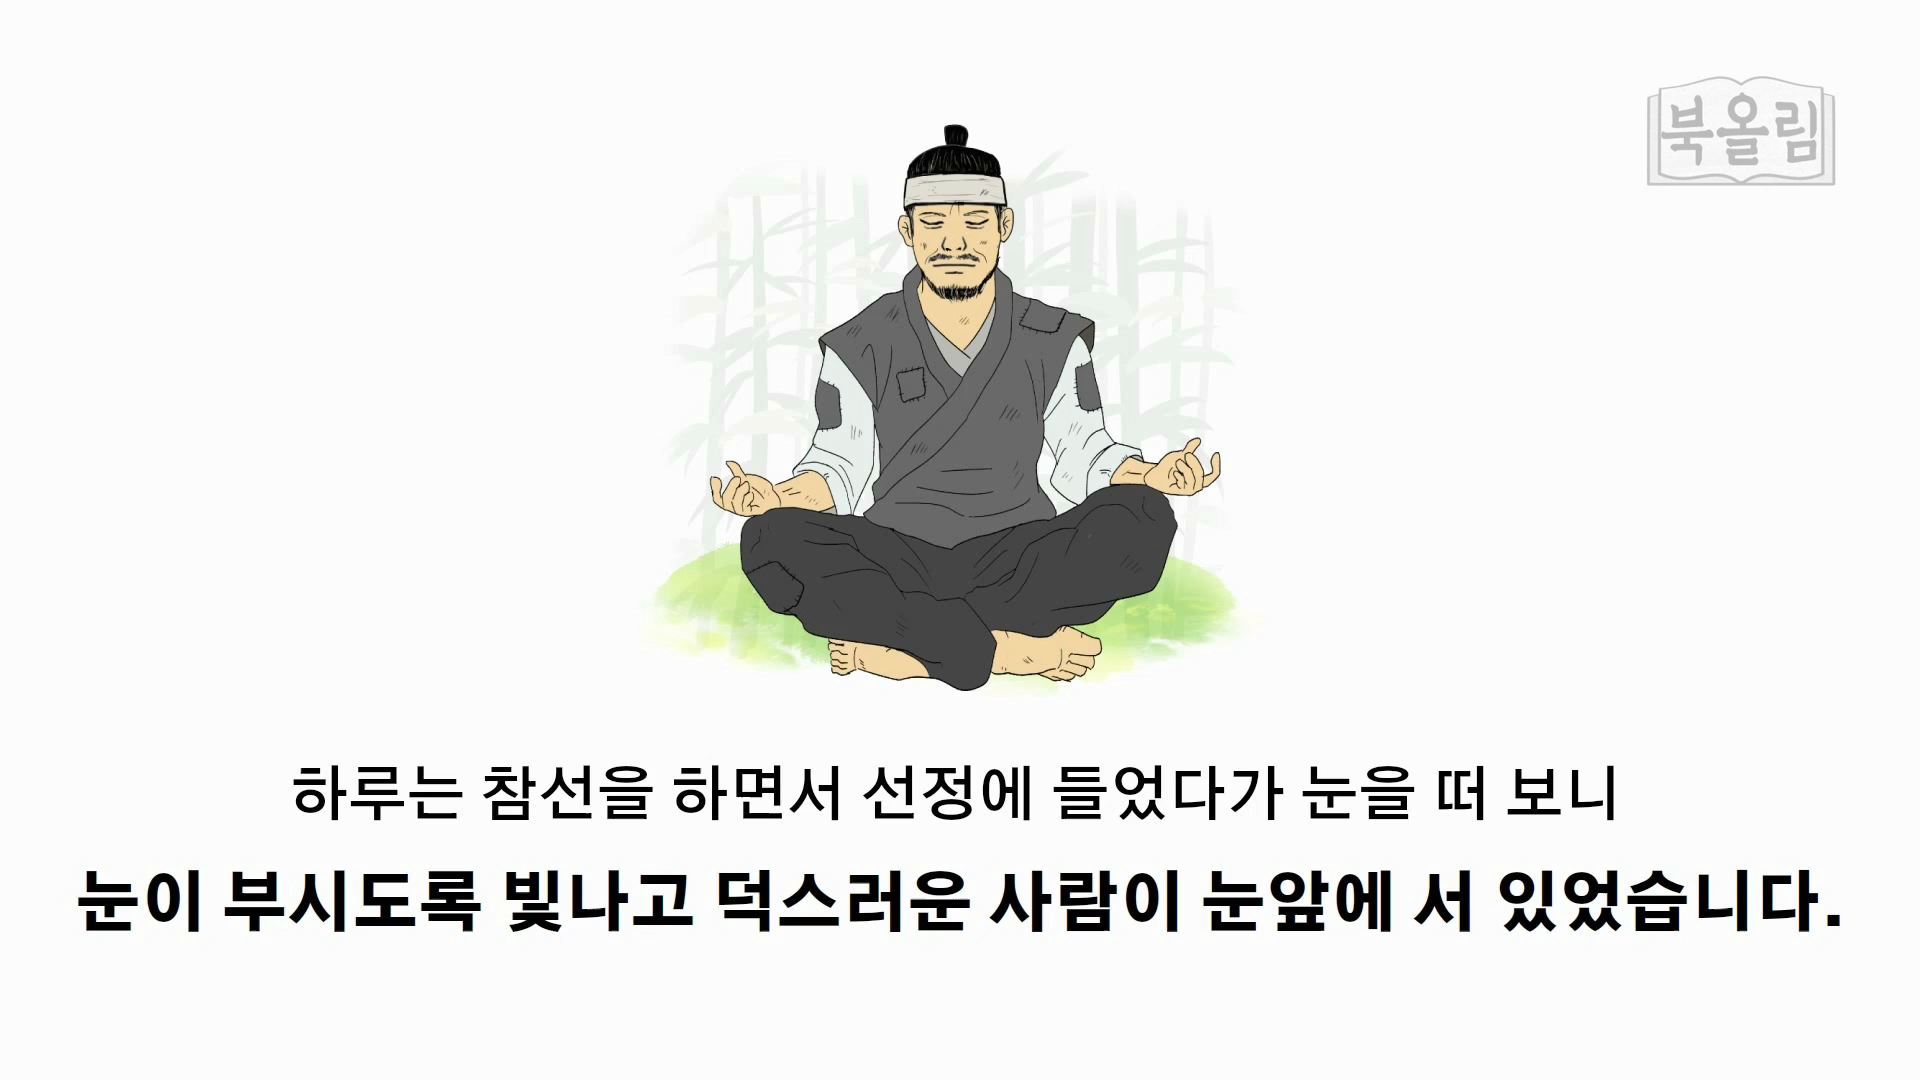 북올림
하루는 참선을 하면서 선정에 들었다가 눈을 떠 보니
눈이 부시도록 빛나고 덕스러운 사람이 눈앞에 서 있었습니다.